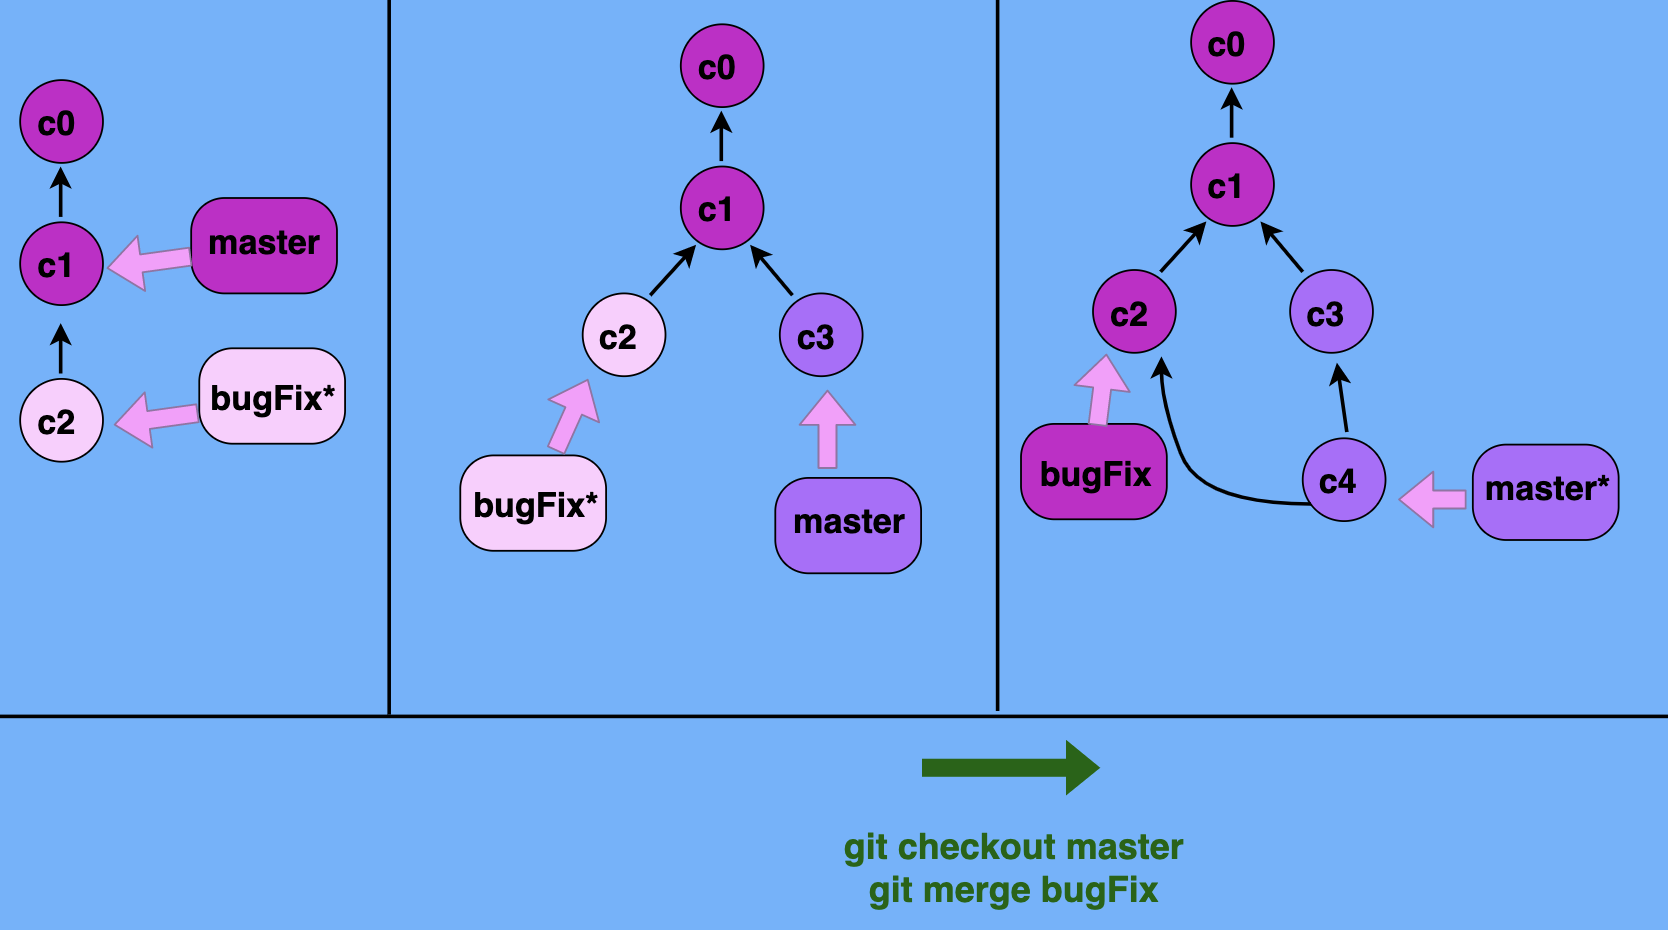 c0
c1
master
c2
bugFix*
c0
c1
c2
c3
bugFix*
master
c0
c1
c2
c3
bugFix
c4
master*
git checkout master
git merge bugFix